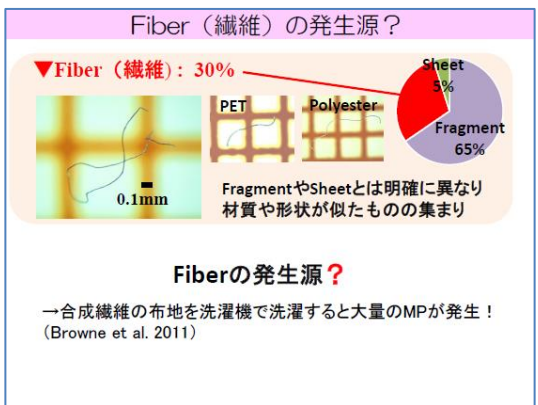 Fiber（繊維）の発生源？
▼Fiber（繊維）: 30%
Sheet
5%
Fragment
65%
PET
Polyester
0.1mm
FragmentやSheetとは明確に異なり
材質や形状が似たものの集まり
Fiberの発生源？
→合成繊維の布地を洗濯機で洗濯すると大量のMPが発生！
（Browne et al. 2011）